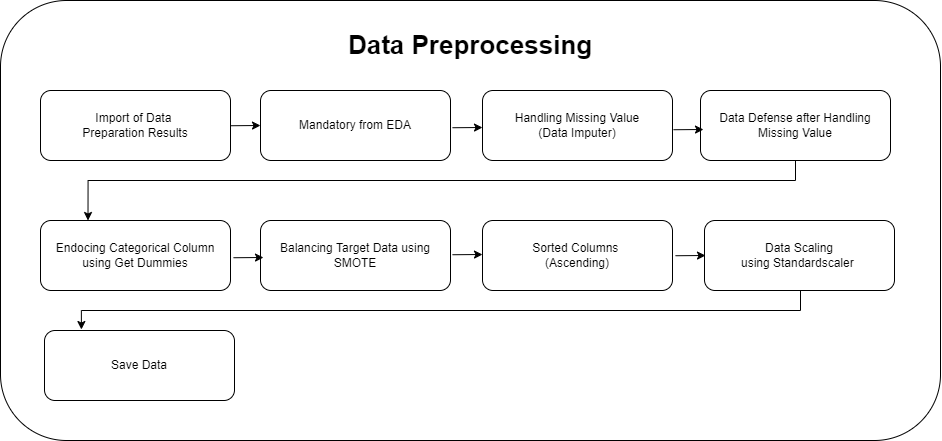 Data Preprocessing
Import of Data
Preparation Results
Mandatory from EDA
Handling Missing Value
(Data Imputer)
Data Defense after Handling
Missing Value
Endocing Categorical Column
using Get Dummies
Balancing Target Data using
SMOTE
Sorted Columns
(Ascending)
Data Scaling
using Standardscaler
Save Data